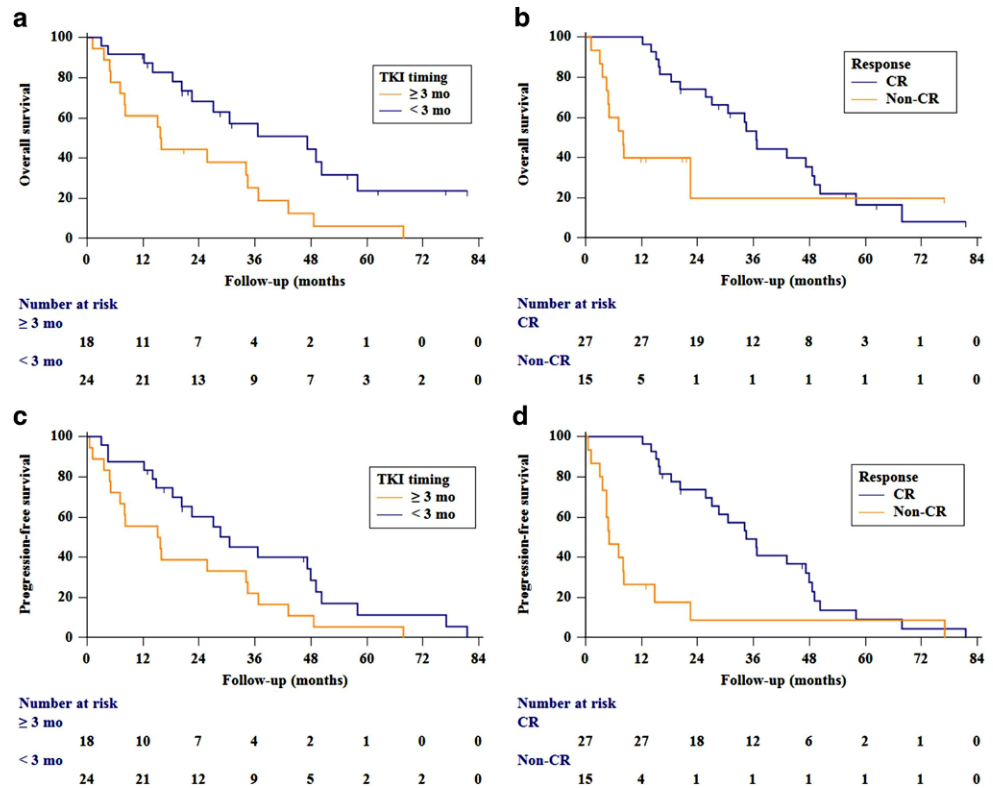 a
100
80
60
40
20
0
Overall survival
TKI timing
≥ 3 mo
< 3 mo
0 12 24 36 48 60 72 84
Follow-up (months
Number at risk
≥ 3 mo
18 11 7 4 2 1 0 0
< 3 mo
24 21 13 9 7 3 2 0
b
100
80
60
40
20
0
Overall survival
Response
CR
Non-CR
0 12 24 36 48 60 72 84
Follow-up (months)
Number at risk
CR
27 27 19 12 8 3 1 0
Non-CR
15 5 1 1 1 1 1 0
c
100
80
60
40
20
0
Progression-free survival
TKI timing
≥ 3 mo
< 3 mo
0 12 24 36 48 60 72 84
Follow-up (months)
Number at risk
≥ 3 mo
18 10 7 4 2 1 0 0
< 3 mo
24 21 12 9 5 2 2 0
d
100
80
60
40
20
0
Progression-free survival
Response
CR
Non-CR
0 12 24 36 48 60 72 84
Follow-up (months)
Number at risk
CR
27 27 18 12 6 2 1 0
Non-CR
15 4 1 1 1 1 1 0